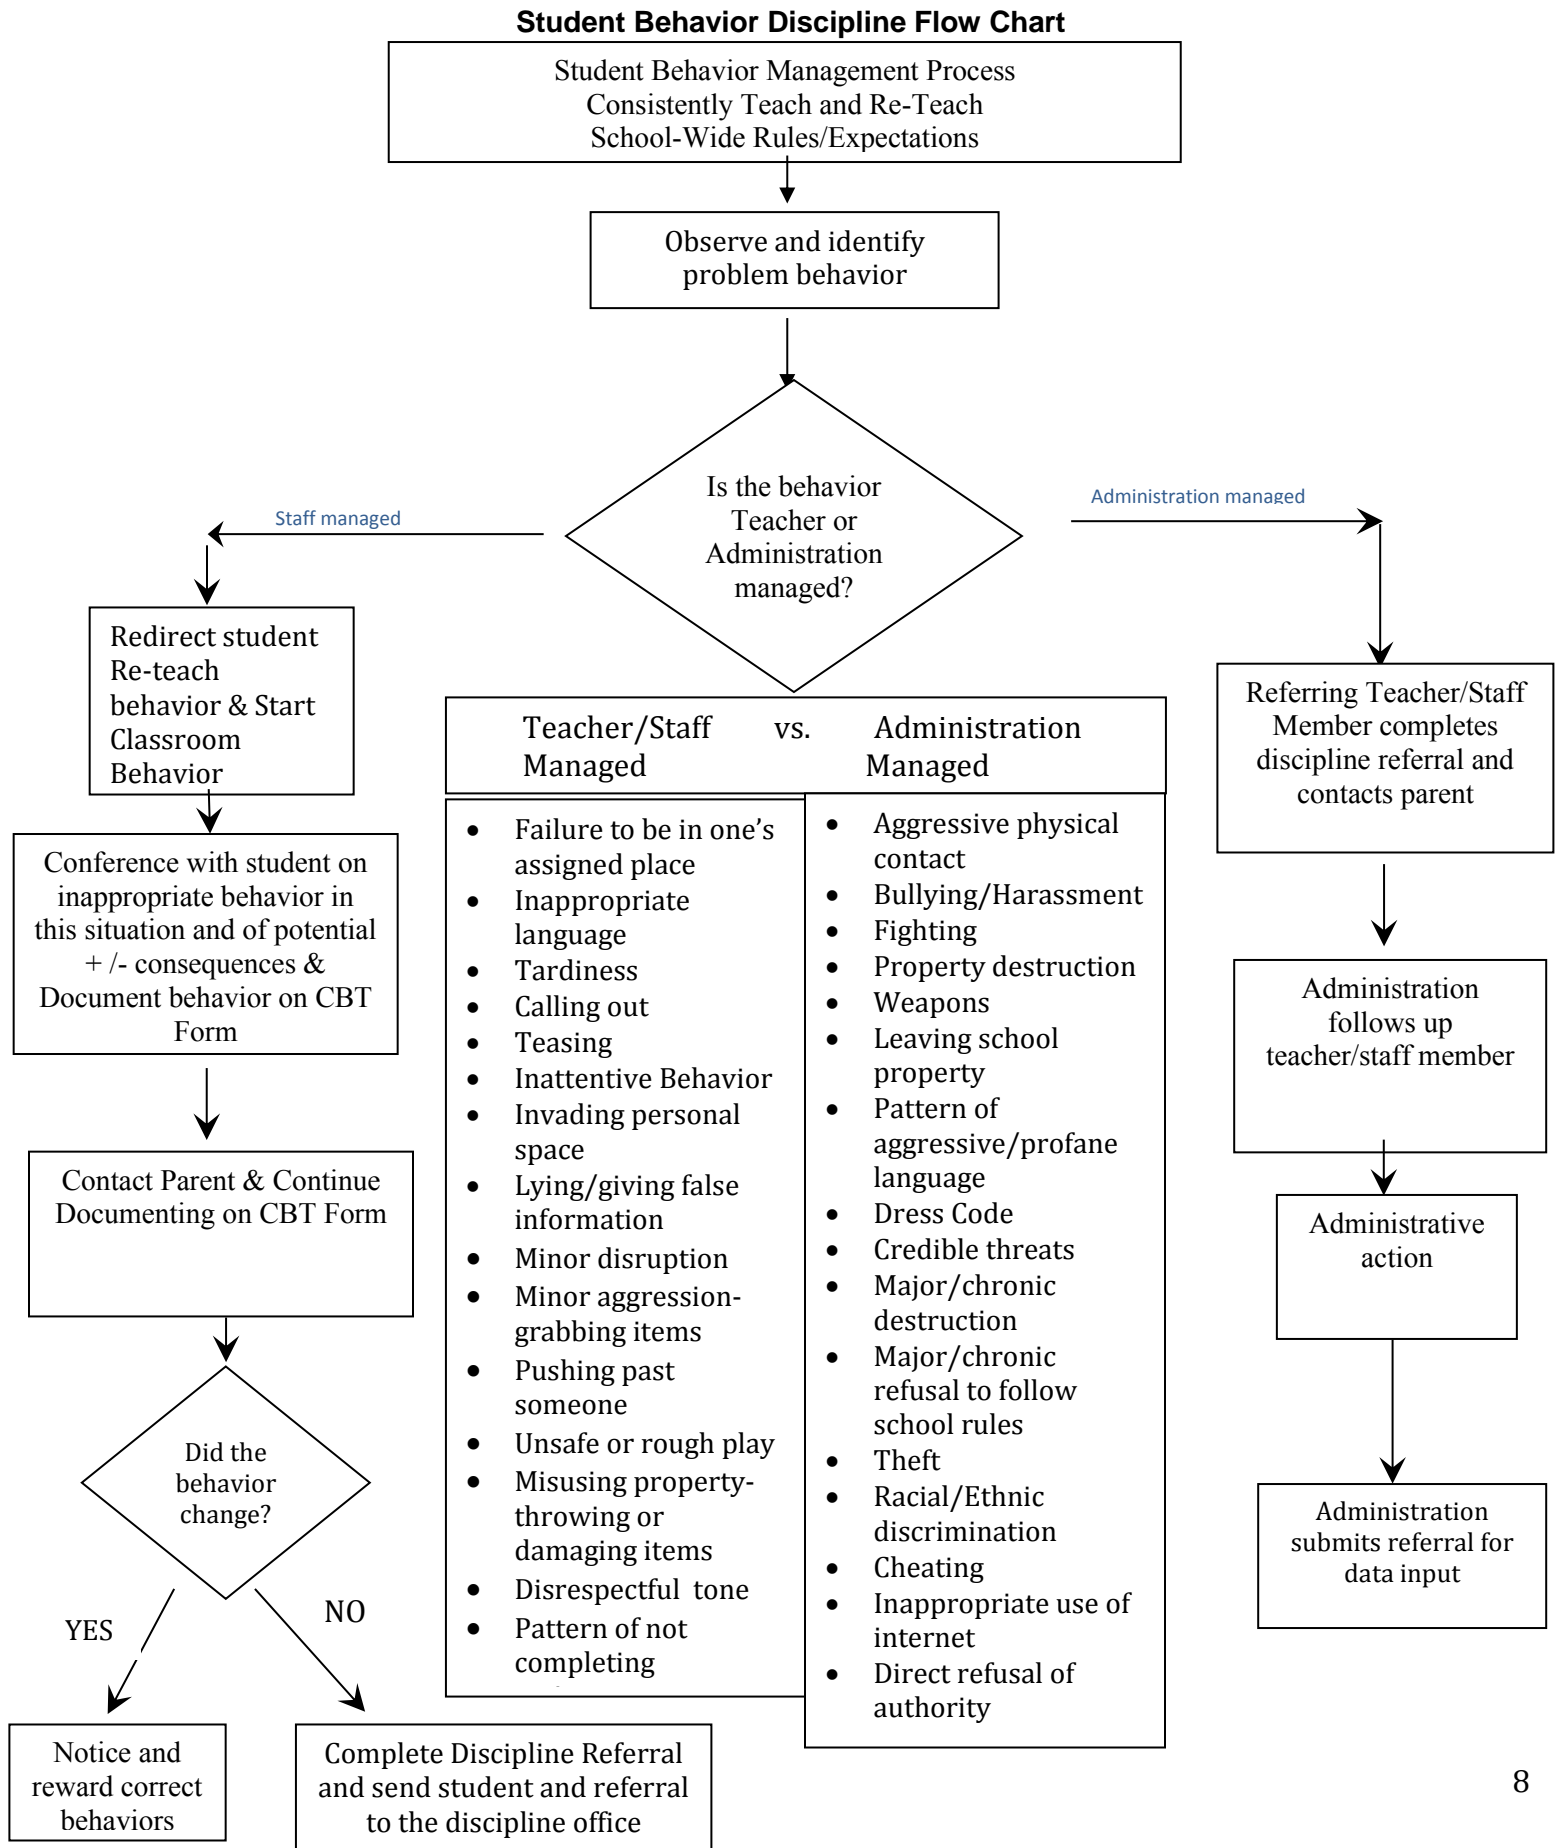 Student Behavior Discipline Flow Chart
Student Behavior Management Process
Consistently Teach and Re-Teach
School-Wide Rules/Expectations
Observe and identify
problem behavior
Is the behavior
Teacher or
Administration
managed?
Staff managed
Administration managed
Redirect student
Re-teach
behavior & Start
Classroom
Behavior
Conference with student on
inappropriate behavior in
this situation and of potential
+ /- consequences &
Document behavior on CBT
Form
Contact Parent & Continue
Documenting on CBT Form
Did the
behavior
change?
YES
NO
Notice and
reward correct
behaviors
Complete Discipline Referral
and send student and referral
to the discipline office
Teacher/Staff vs. Administration
Managed Managed
• Failure to be in one’s
assigned place
• Inappropriate
language
• Tardiness
• Calling out
• Teasing
• Inattentive Behavior
• Invading personal
space
• Lying/giving false
information
• Minor disruption
• Minor aggression-
grabbing items
• Pushing past
someone
• Unsafe or rough play
• Misusing property-
throwing or
damaging items
• Disrespectful tone
• Pattern of not
completing
• Aggressive physical
contact
• Bullying/Harassment
• Fighting
• Property destruction
• Weapons
• Leaving school
property
• Pattern of
aggressive/profane
language
• Dress Code
• Credible threats
• Major/chronic
destruction
• Major/chronic
refusal to follow
school rules
• Theft
• Racial/Ethnic
discrimination
• Cheating
• Inappropriate use of
internet
• Direct refusal of
authority
Referring Teacher/Staff
Member completes
discipline referral and
contacts parent
Administration
follows up
teacher/staff member
Administrative
action
Administration
submits referral for
data input
8